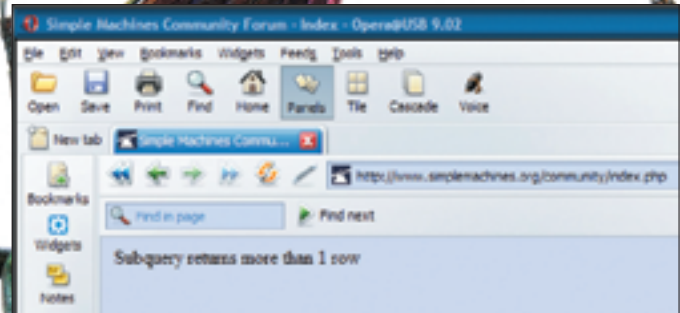 Simple Machines Community Forum - Index - Opera@USB 9.02
File Edit View Bookmarks Widgets Feeds Tools Help
Open Save Print Find Home Panels Tile Cascade Voice
New tab Simple Machines Commu...
http://www.simplemachines.org/community/index.php
Bookmarks
Find in page Find next
Widgets
Subquery returns more than 1 row
Notes